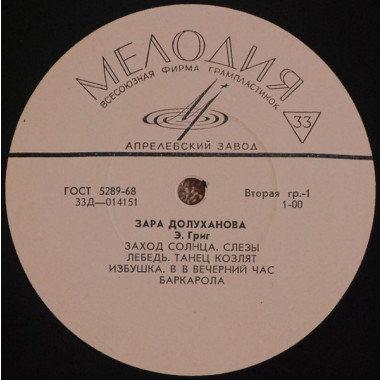 МЕЛОДИЯ
ВСЕСОЮЗНАЯ ФИРМА ГРАМПЛАСТИНОК
33
АПРЕЛЕВСКИЙ ЗАВОД
ГОСТ 5289-68
33Д—014151
Вторая гр.-1
1-00
ЗАРА ДОЛУХАНОВА
Э. Григ
ЗАХОД СОЛНЦА. СЛЕЗЫ
ЛЕБЕДЬ. ТАНЕЦ КОЗЛЯТ
ИЗБУШКА. В В ВЕЧЕРНИЙ ЧАС
БАРКАРОЛА